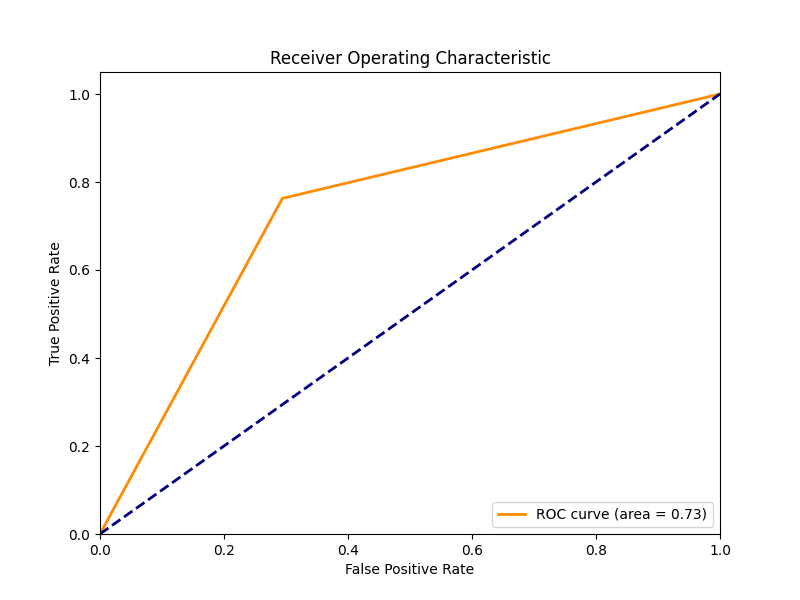 Receiver Operating Characteristic
1.0
0.8
0.6
0.4
0.2
0.0
True Positive Rate
ROC curve (area = 0.73)
0.0 0.2 0.4 0.6 0.8 1.0
False Positive Rate